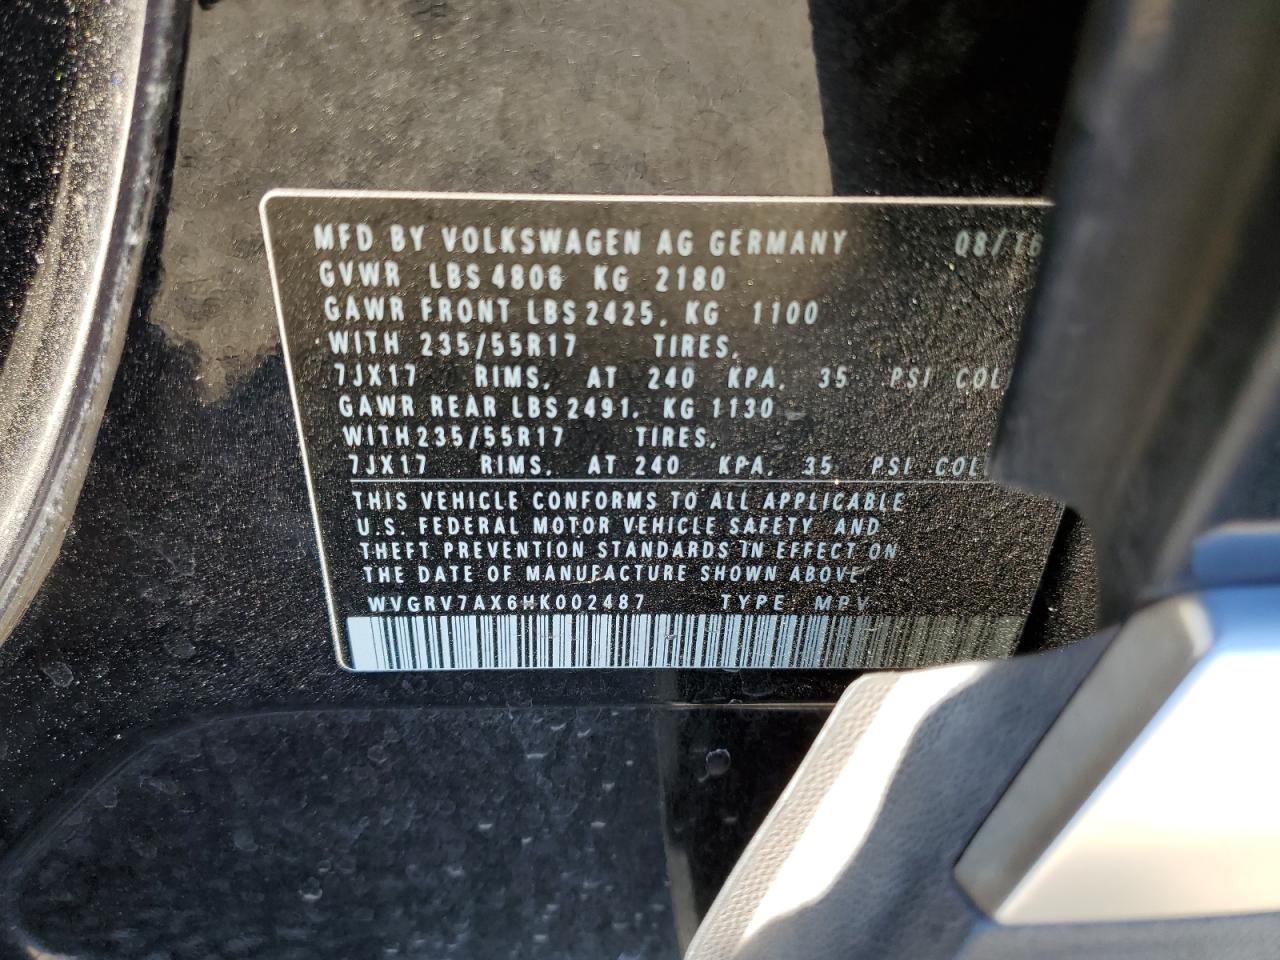 MFD BY VOLKSWAGEN AG GERMANY 08/16
GVWR LBS 4806 KG 2180
GAWR FRONT LBS 2425, KG 1100
WITH 235/55R17 TIRES,
7JX17 RIMS, AT 240 KPA, 35 PSI COL
GAWR REAR LBS 2491, KG 1130
WITH 235/55R17 TIRES,
7JX17 RIMS, AT 240 KPA, 35 PSI COL
THIS VEHICLE CONFORMS TO ALL APPLICABLE
U.S. FEDERAL MOTOR VEHICLE SAFETY AND
THEFT PREVENTION STANDARDS IN EFFECT ON
THE DATE OF MANUFACTURE SHOWN ABOVE
WVGRV7AX6HK002487 TYPE: MPV